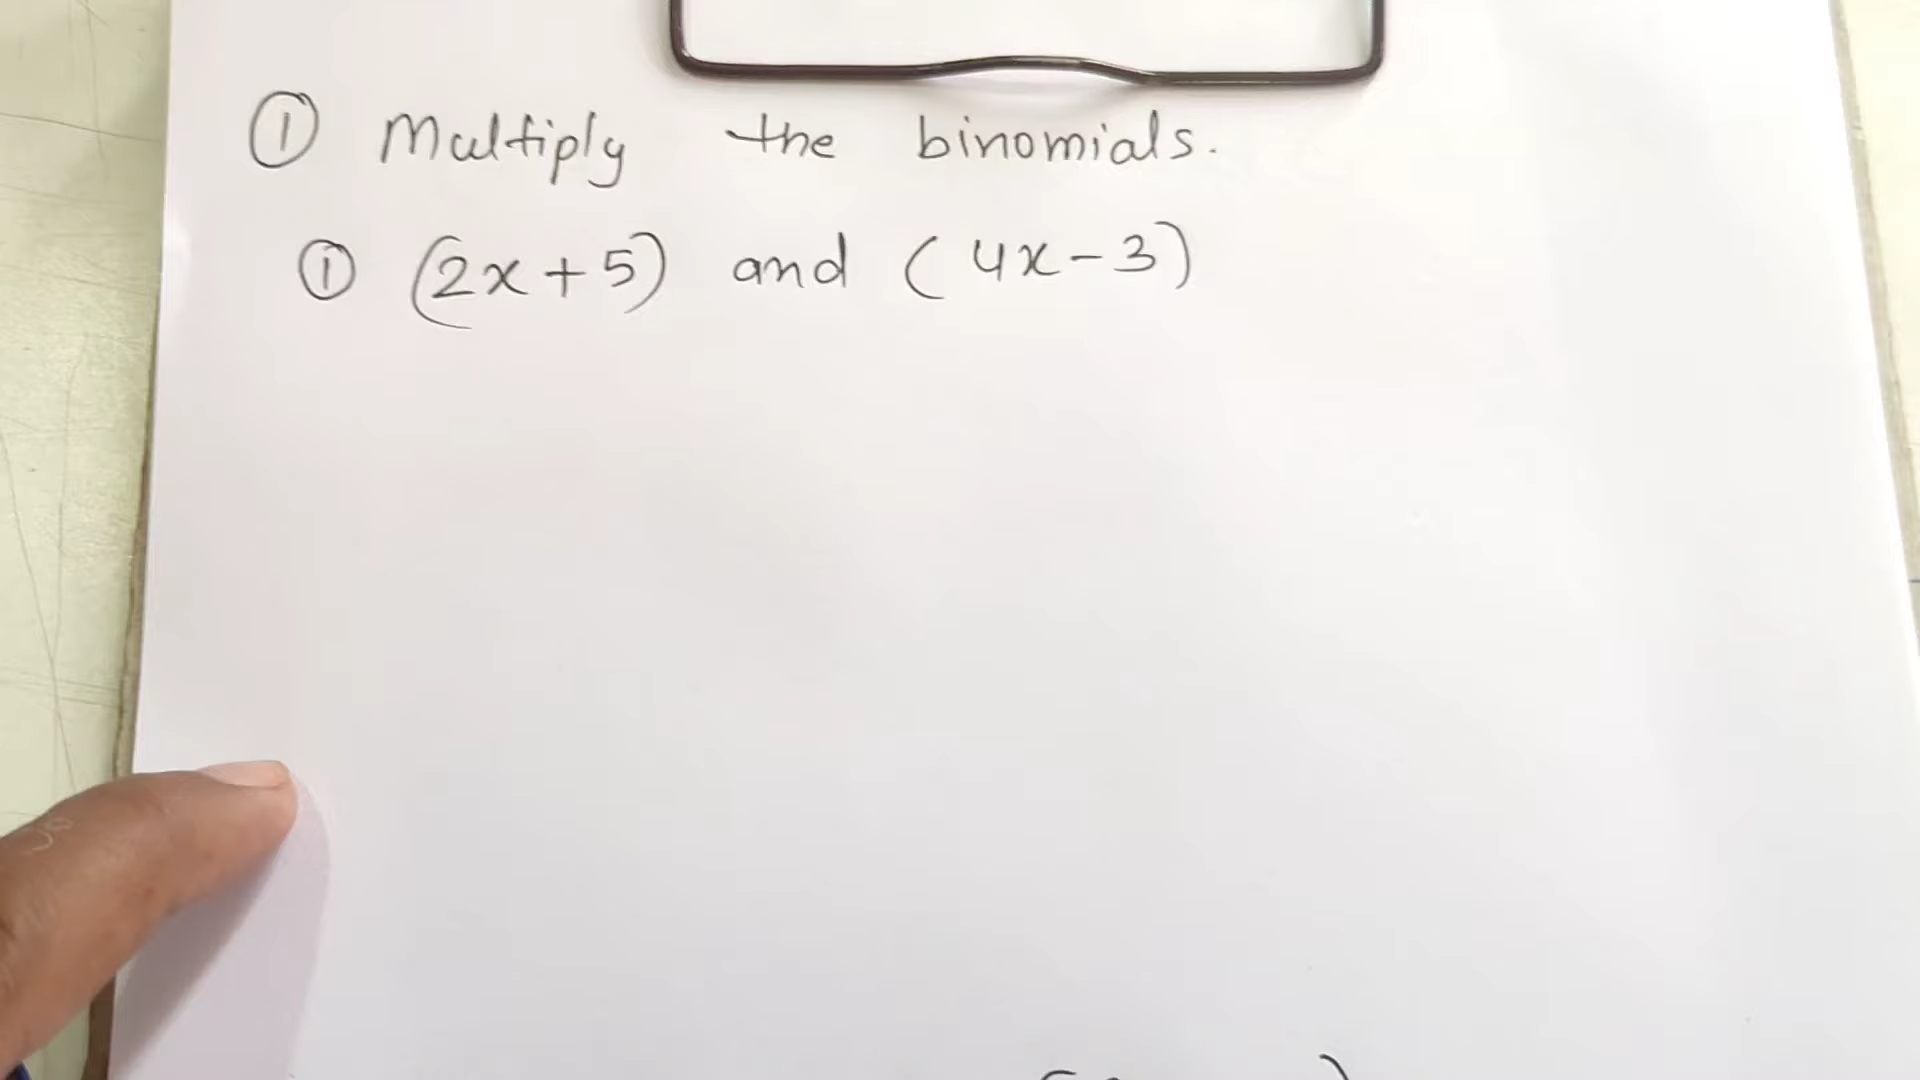 ① Multiply the binomials.
① (2x+5) and (4x-3)